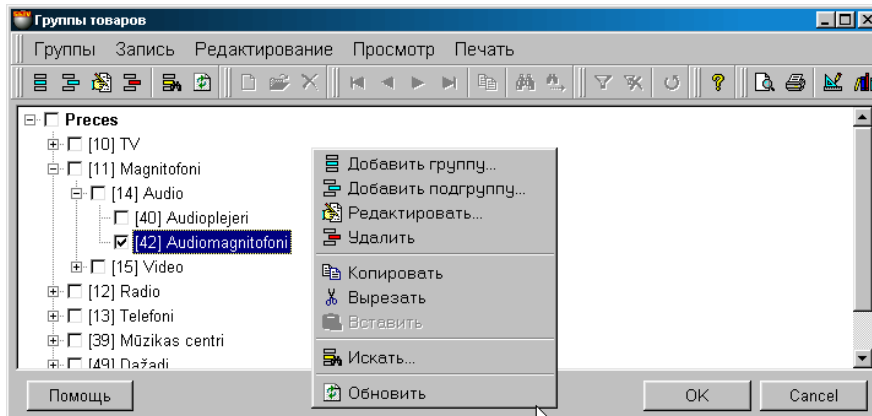 Группы товаров
Группы Запись Редактирование Просмотр Печать
Preces
[10] TV
[11] Magnitofoni
[14] Audio
[40] Audioplejeri
[42] Audiomagnitofoni
[15] Video
[12] Radio
[13] Telefoni
[39] Mūzikas centri
[49] Dažadi
Добавить группу...
Добавить подгруппу...
Редактировать...
Удалить
Копировать
Вырезать
Вставить
Искать...
Обновить
Помощь OK Cancel